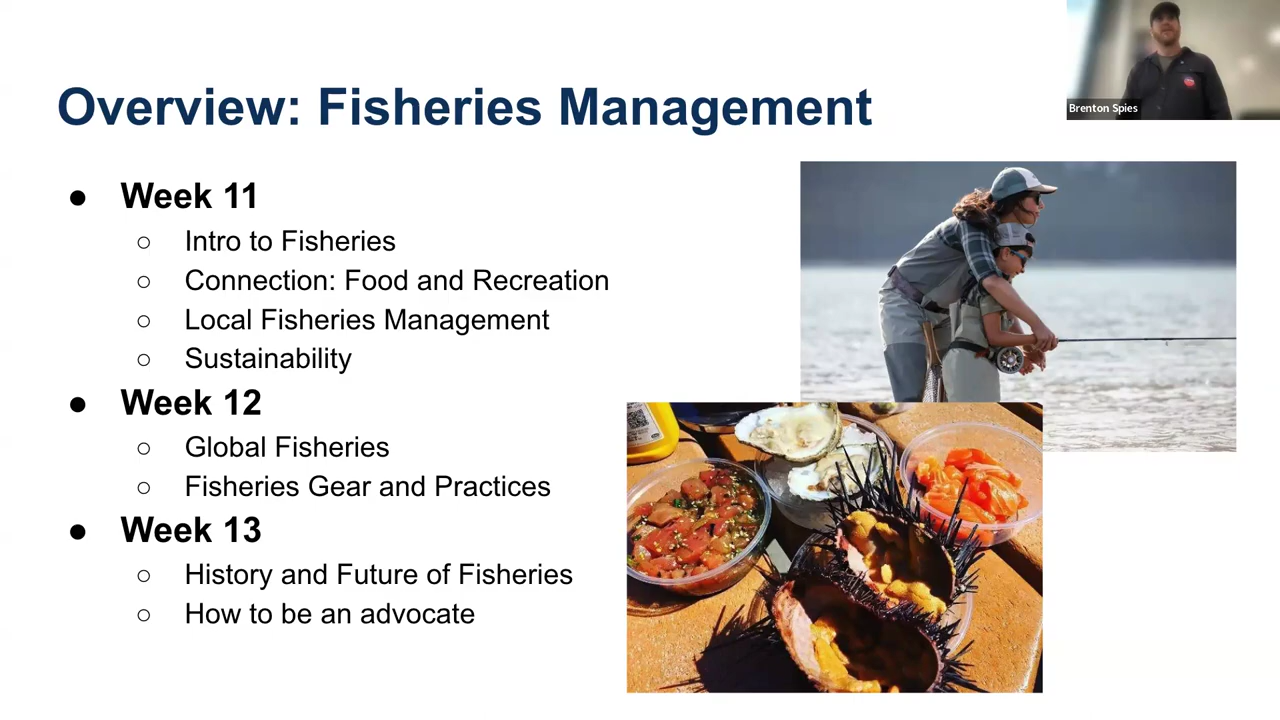 Overview: Fisheries Management
Brenton Spies
● Week 11
○ Intro to Fisheries
○ Connection: Food and Recreation
○ Local Fisheries Management
○ Sustainability
● Week 12
○ Global Fisheries
○ Fisheries Gear and Practices
● Week 13
○ History and Future of Fisheries
○ How to be an advocate